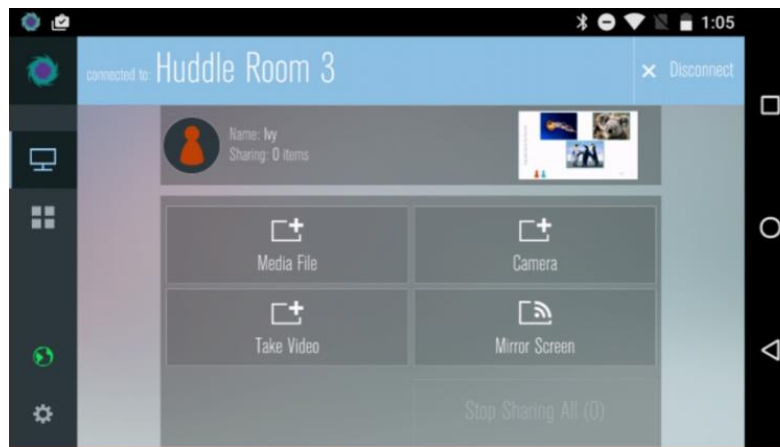 1:05
connected to: Huddle Room 3
× Disconnect
Name: Ivy
Sharing: 0 items
Media File
Camera
Take Video
Mirror Screen
Stop Sharing All (0)